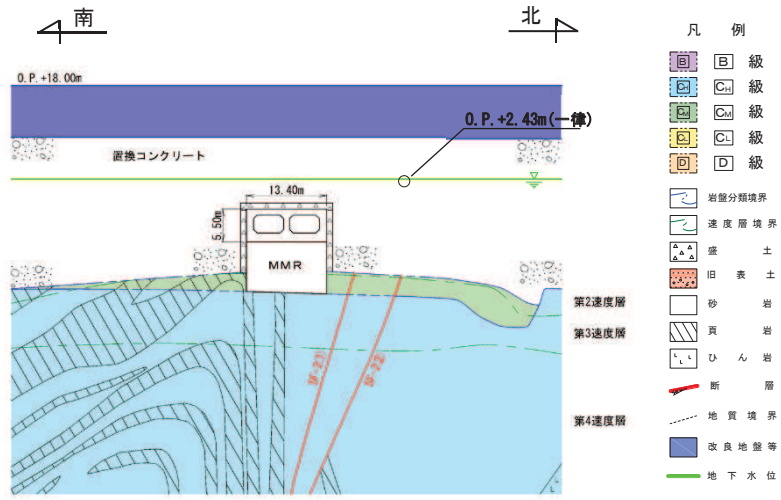 南
北
O.P.+18.00m
O.P.+2.43m(一律)
置換コンクリート
13.40m
5.50m
MMR
第2速度層
第3速度層
第4速度層
凡 例
B B 級
CH CH 級
CM CM 級
CL CL 級
D D 級
岩盤分類境界
速度層境界
盛 土
旧表土
砂 岩
頁 岩
ひん岩
断 層
地質境界
改良地盤等
地下水位